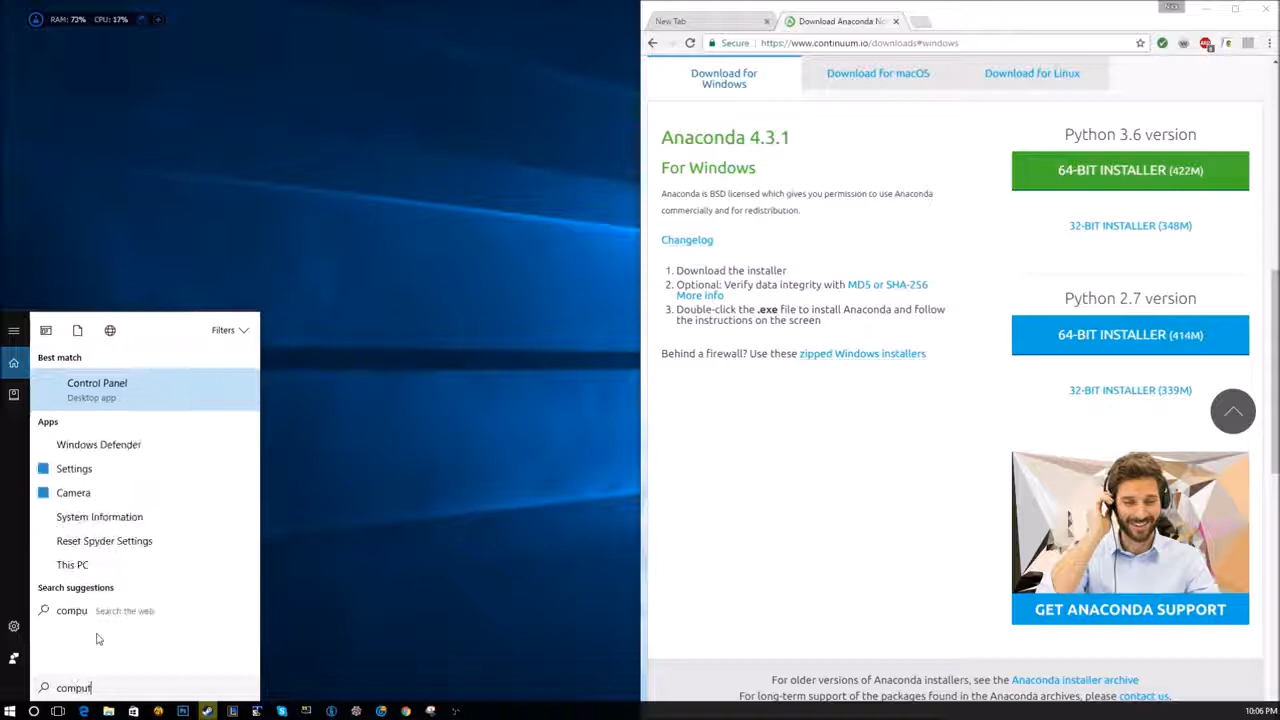 RAM: 73% CPU: 17%
Filters
Best match
Control Panel
Desktop app
Apps
Windows Defender
Settings
Camera
System Information
Reset Spyder Settings
This PC
Search suggestions
compu Search the web
comput
New Tab
Download Anaconda No
Secure https://www.continuum.io/downloads#windows
Download for
Windows
Download for macOS
Download for Linux
Anaconda 4.3.1
For Windows
Anaconda is BSD licensed which gives you permission to use Anaconda
commercially and for redistribution.
Changelog
1. Download the installer
2. Optional: Verify data integrity with MD5 or SHA-256
More info
3. Double-click the .exe file to install Anaconda and follow
the instructions on the screen
Behind a firewall? Use these zipped Windows installers
Python 3.6 version
64-BIT INSTALLER (422M)
32-BIT INSTALLER (348M)
Python 2.7 version
64-BIT INSTALLER (414M)
32-BIT INSTALLER (339M)
GET ANACONDA SUPPORT
For older versions of Anaconda installers, see the Anaconda installer archive
For long-term support of the packages found in the Anaconda archives, please contact us.
10:06 PM